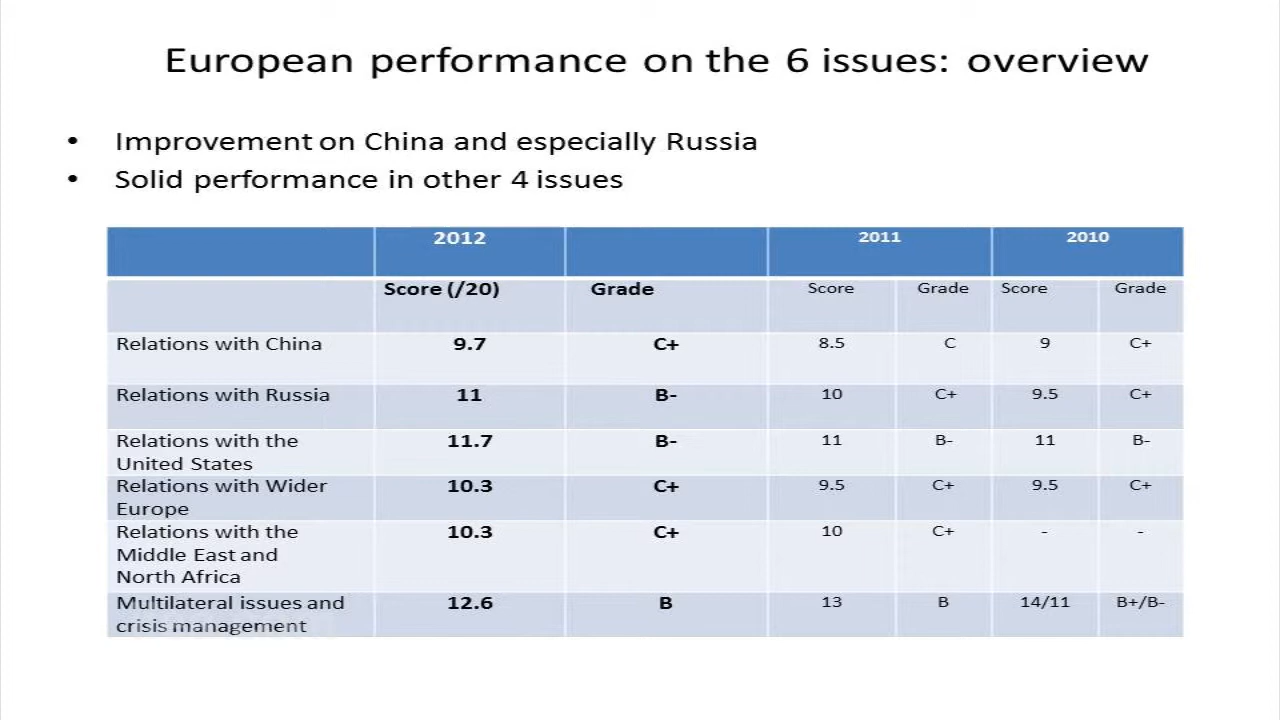 European performance on the 6 issues: overview
• Improvement on China and especially Russia
• Solid performance in other 4 issues
2012 2011 2010
Score (/20) Grade Score Grade Score Grade
Relations with China 9.7 C+ 8.5 C 9 C+
Relations with Russia 11 B- 10 C+ 9.5 C+
Relations with the 11.7 B- 11 B- 11 B-
United States
Relations with Wider 10.3 C+ 9.5 C+ 9.5 C+
Europe
Relations with the 10.3 C+ 10 C+ - -
Middle East and
North Africa
Multilateral issues and 12.6 B 13 B 14/11 B+/B-
crisis management